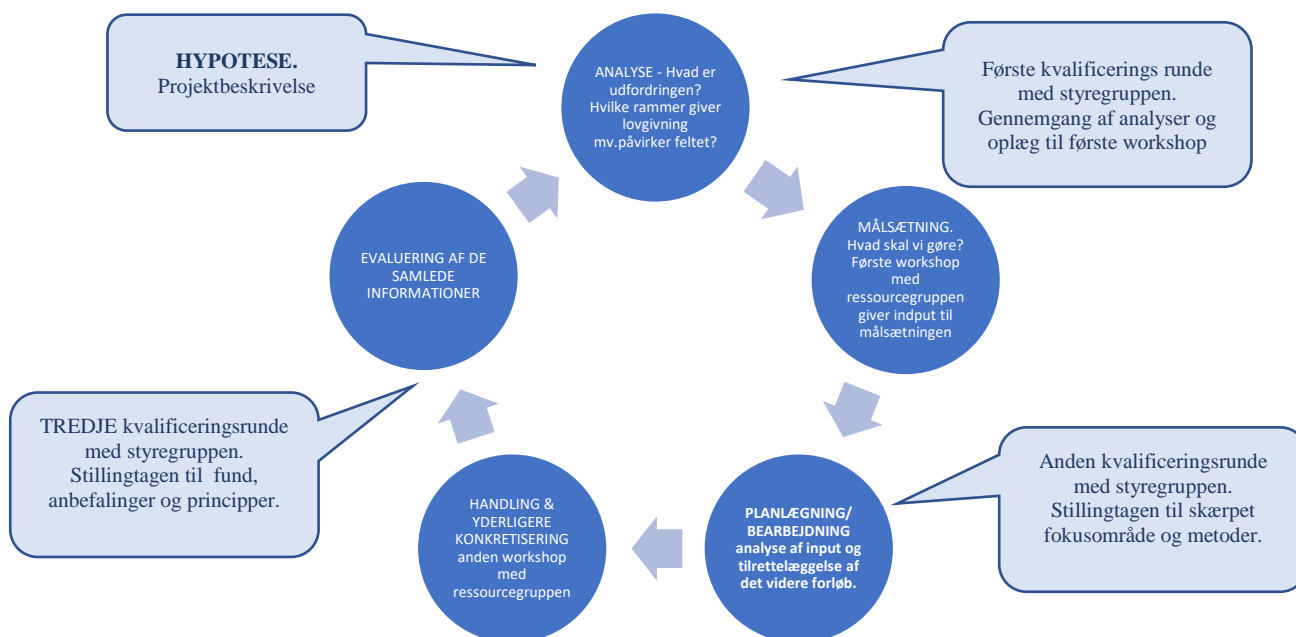 HYPOTESE.
Projektbeskrivelse
ANALYSE - Hvad er
udfordringen?
Hvilke rammer giver
lovgivning
mv.påvirker feltet?
Første kvalificerings runde
med styregruppen.
Gennemgang af analyser og
oplæg til første workshop
MÅLSÆTNING.
Hvad skal vi gøre?
Første workshop
med
ressourcegruppen
giver indput til
målsætningen
Anden kvalificeringsrunde
med styregruppen.
Stillingtagen til skærpet
fokusområde og metoder.
PLANLÆGNING/
BEARBEJDNING
analyse af input og
tilrettelæggelse af
det videre forløb.
HANDLING &
YDERLIGERE
KONKRETISERING
anden workshop
med
ressourcegruppen
TREDJE kvalificeringsrunde
med styregruppen.
Stillingtagen til fund,
anbefalinger og principper.
EVALUERING AF DE
SAMLEDE
INFORMATIONER